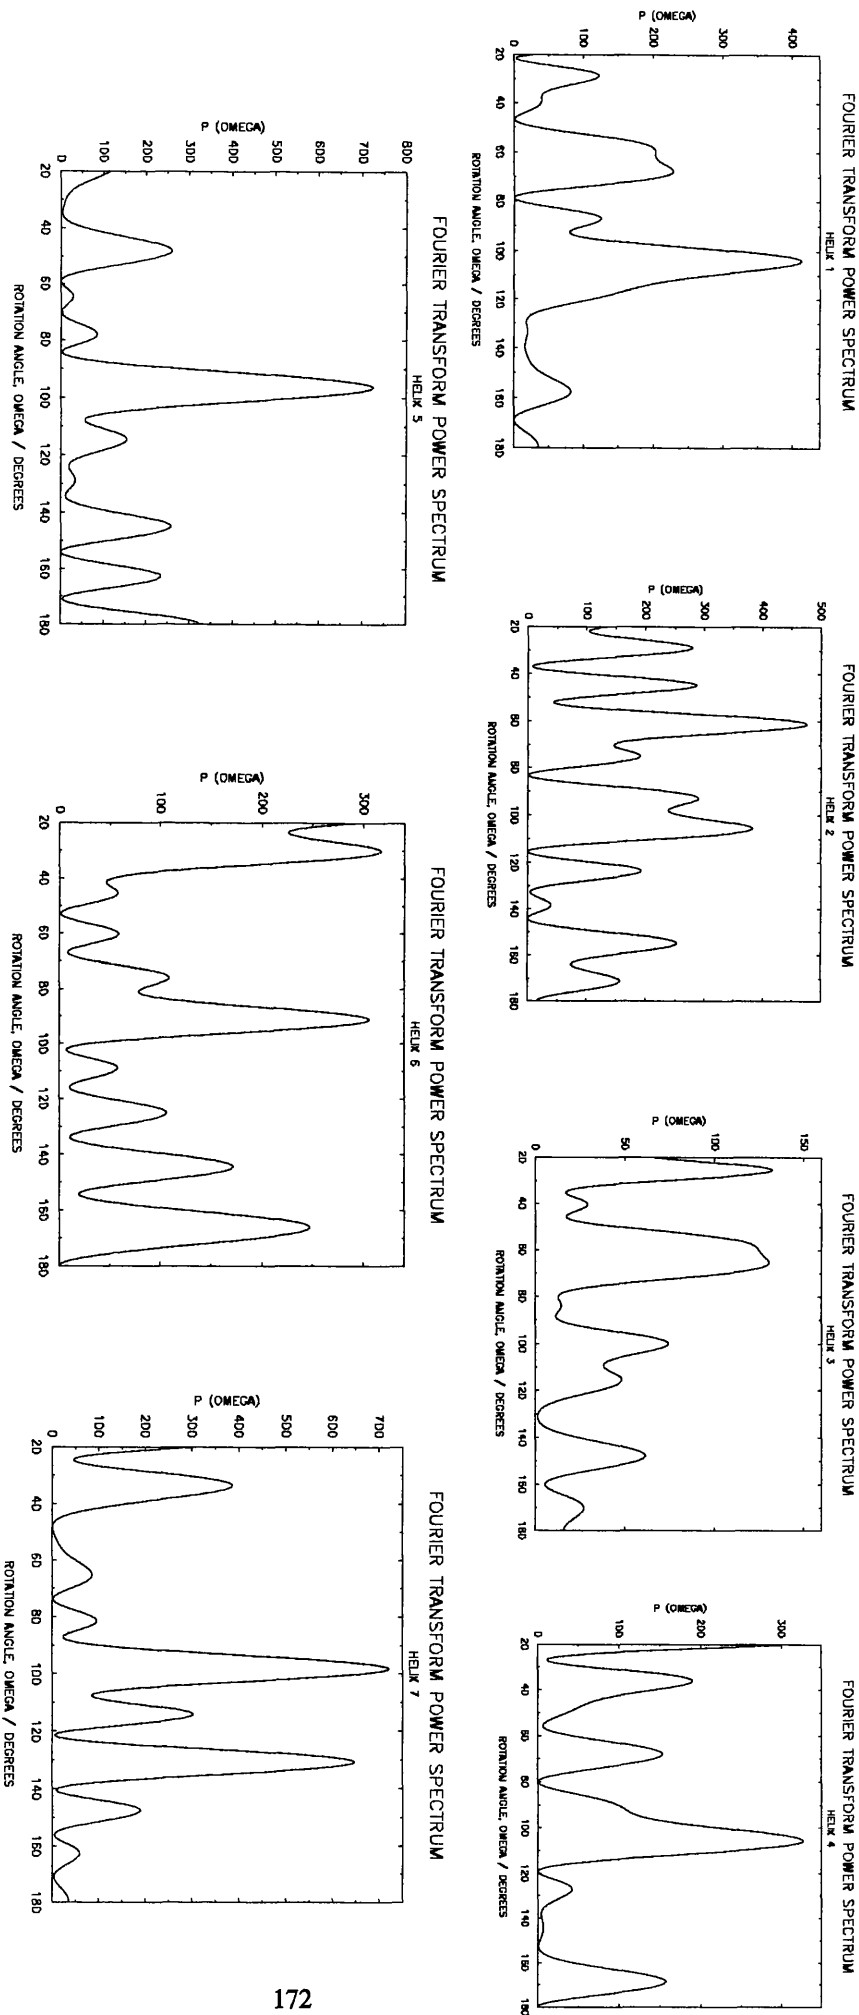 FOURIER TRANSFORM POWER SPECTRUM
HELIX 1
P (OMEGA)
400
300
200
100
0
20 40 60 80 100 120 140 160 180
ROTATION ANGLE, OMEGA / DEGREES
FOURIER TRANSFORM POWER SPECTRUM
HELIX 2
P (OMEGA)
500
400
300
200
100
0
20 40 60 80 100 120 140 160 180
ROTATION ANGLE, OMEGA / DEGREES
FOURIER TRANSFORM POWER SPECTRUM
HELIX 3
P (OMEGA)
150
100
50
0
20 40 60 80 100 120 140 160 180
ROTATION ANGLE, OMEGA / DEGREES
FOURIER TRANSFORM POWER SPECTRUM
HELIX 4
P (OMEGA)
300
200
100
0
20 40 60 80 100 120 140 160 180
ROTATION ANGLE, OMEGA / DEGREES
FOURIER TRANSFORM POWER SPECTRUM
HELIX 5
P (OMEGA)
800
700
600
500
400
300
200
100
0
20 40 60 80 100 120 140 160 180
ROTATION ANGLE, OMEGA / DEGREES
FOURIER TRANSFORM POWER SPECTRUM
HELIX 6
P (OMEGA)
300
200
100
0
20 40 60 80 100 120 140 160 180
ROTATION ANGLE, OMEGA / DEGREES
FOURIER TRANSFORM POWER SPECTRUM
HELIX 7
P (OMEGA)
700
600
500
400
300
200
100
0
20 40 60 80 100 120 140 160 180
ROTATION ANGLE, OMEGA / DEGREES
172